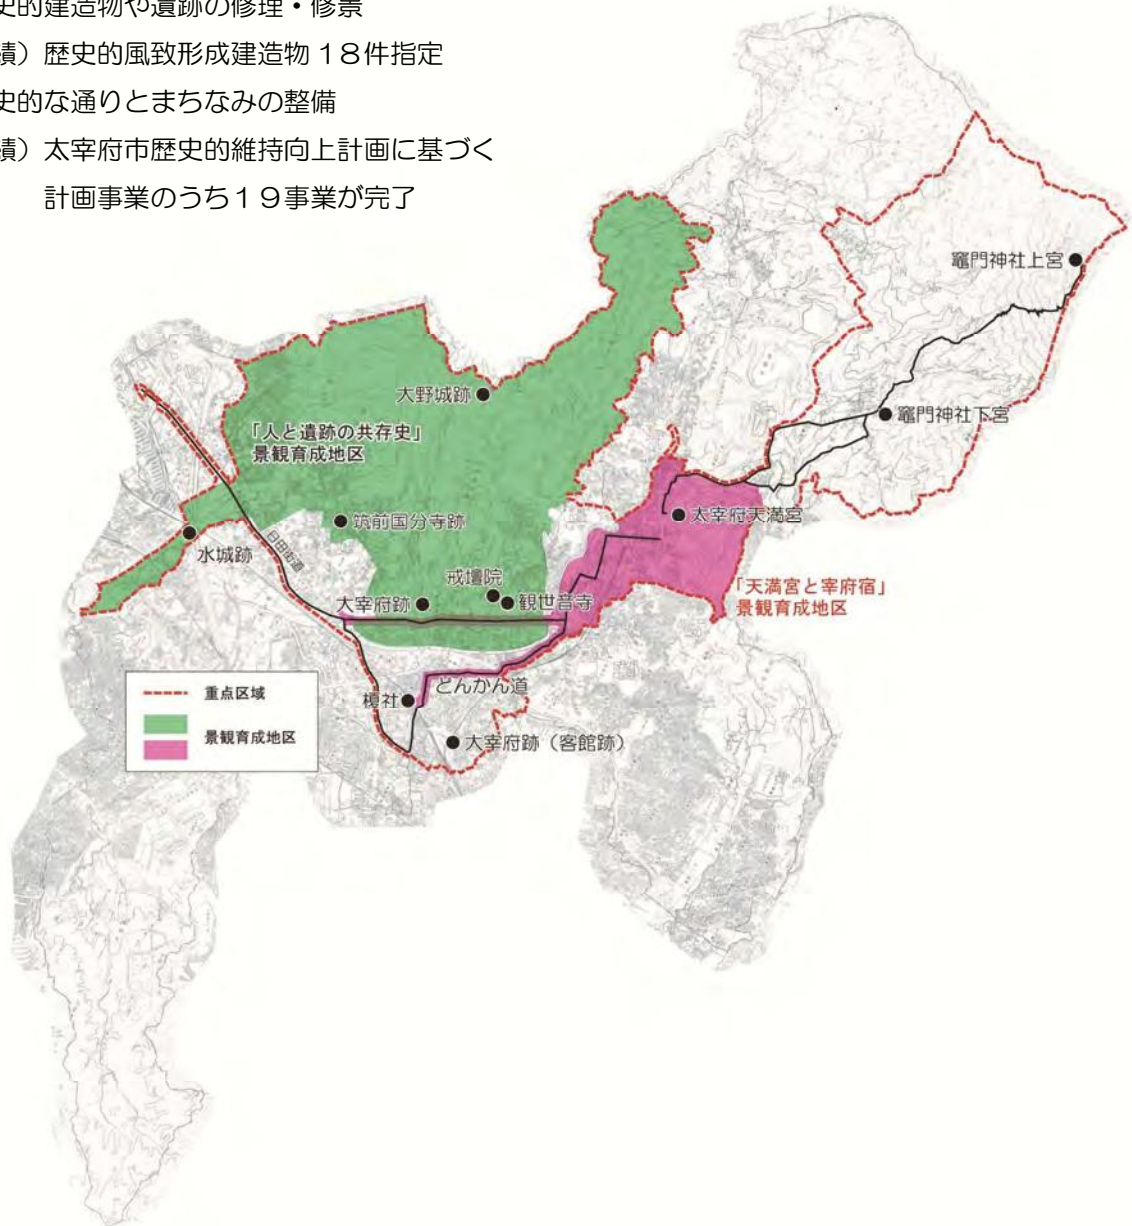 史的建造物や遺跡の修理・修景
績）歴史的風致形成建造物１８件指定
史的な通りとまちなみの整備
績）太宰府市歴史的維持向上計画に基づく
計画事業のうち１９事業が完了
竈門神社上宮
大野城跡
竈門神社下宮
「人と遺跡の共存史」
景観育成地区
筑前国分寺跡
太宰府天満宮
水城跡
日田街道
戒壇院
大宰府跡
観世音寺
「天満宮と宰府宿」
景観育成地区
どんかん道
榎社
大宰府跡（客館跡）
重点区域
景観育成地区